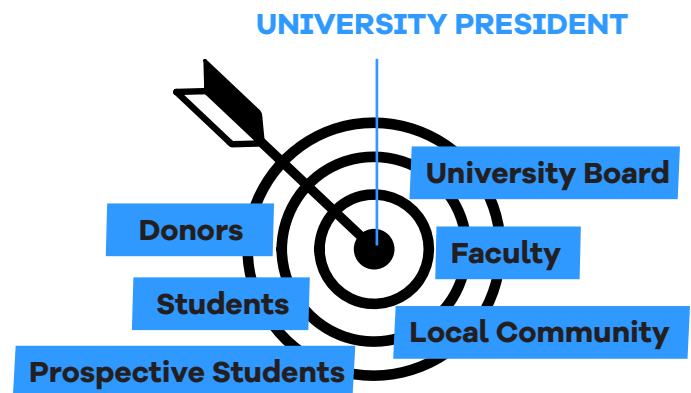 UNIVERSITY PRESIDENT
University Board
Donors
Faculty
Students
Local Community
Prospective Students